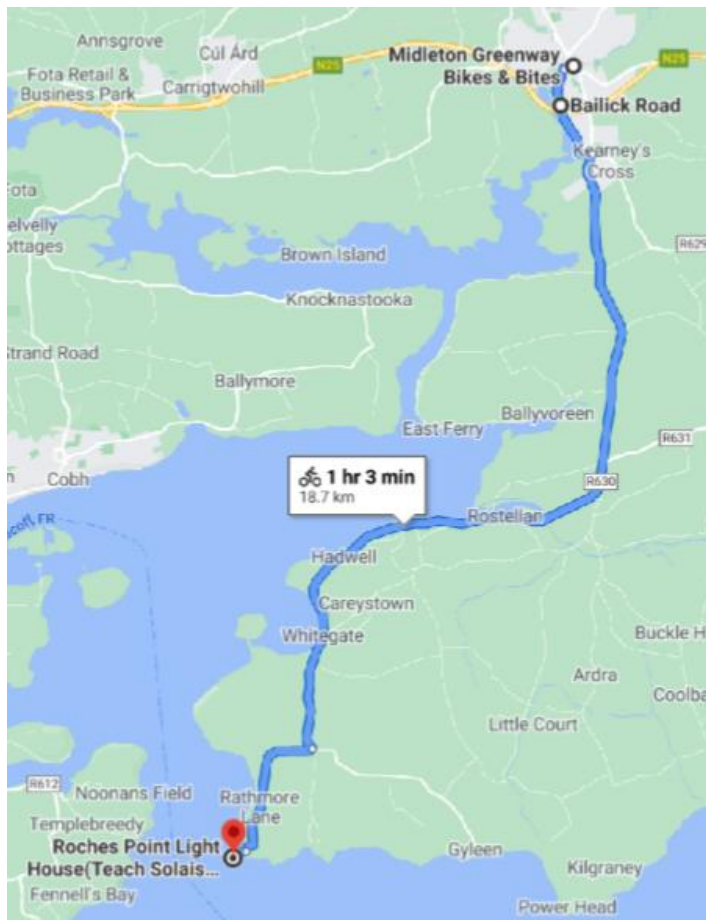 Annsgrove
Cúl Árd
Midleton Greenway
Bikes & Bites
N25
N25
Fota Retail &
Business Park
Carrigtwohill
Bailick Road
Kearney's
Cross
Fota
elvelly
ottages
R629
Brown Island
Knocknastooka
Strand Road
Ballymore
Ballyvoreen
East Ferry
R631
1 hr 3 min
18.7 km
Cobh
R630
Rostellan
Hadwell
Careystown
Whitegate
Buckle H
Ardra
Coolba
Little Court
R612
Noonans Field
Rathmore
Lane
Templebreedy
Roches Point Light
House(Teach Solais...
Gyleen
Kilgraney
Fennell's Bay
Power Head